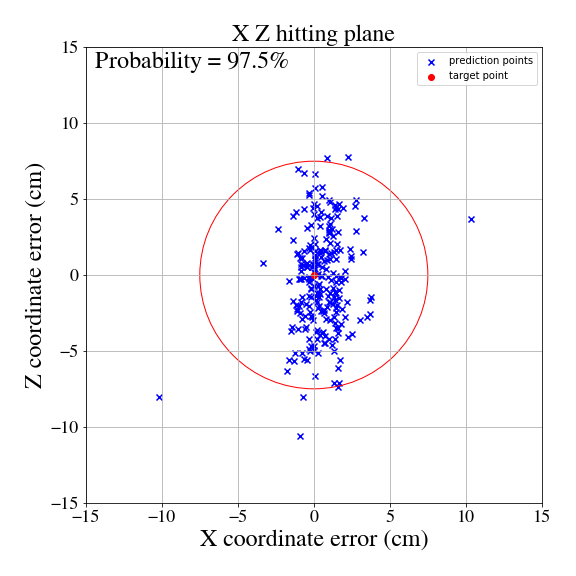 X Z hitting plane
Probability = 97.5%
prediction points
target point
15
10
5
0
−5
−10
−15
Z coordinate error (cm)
−15 −10 −5 0 5 10 15
X coordinate error (cm)